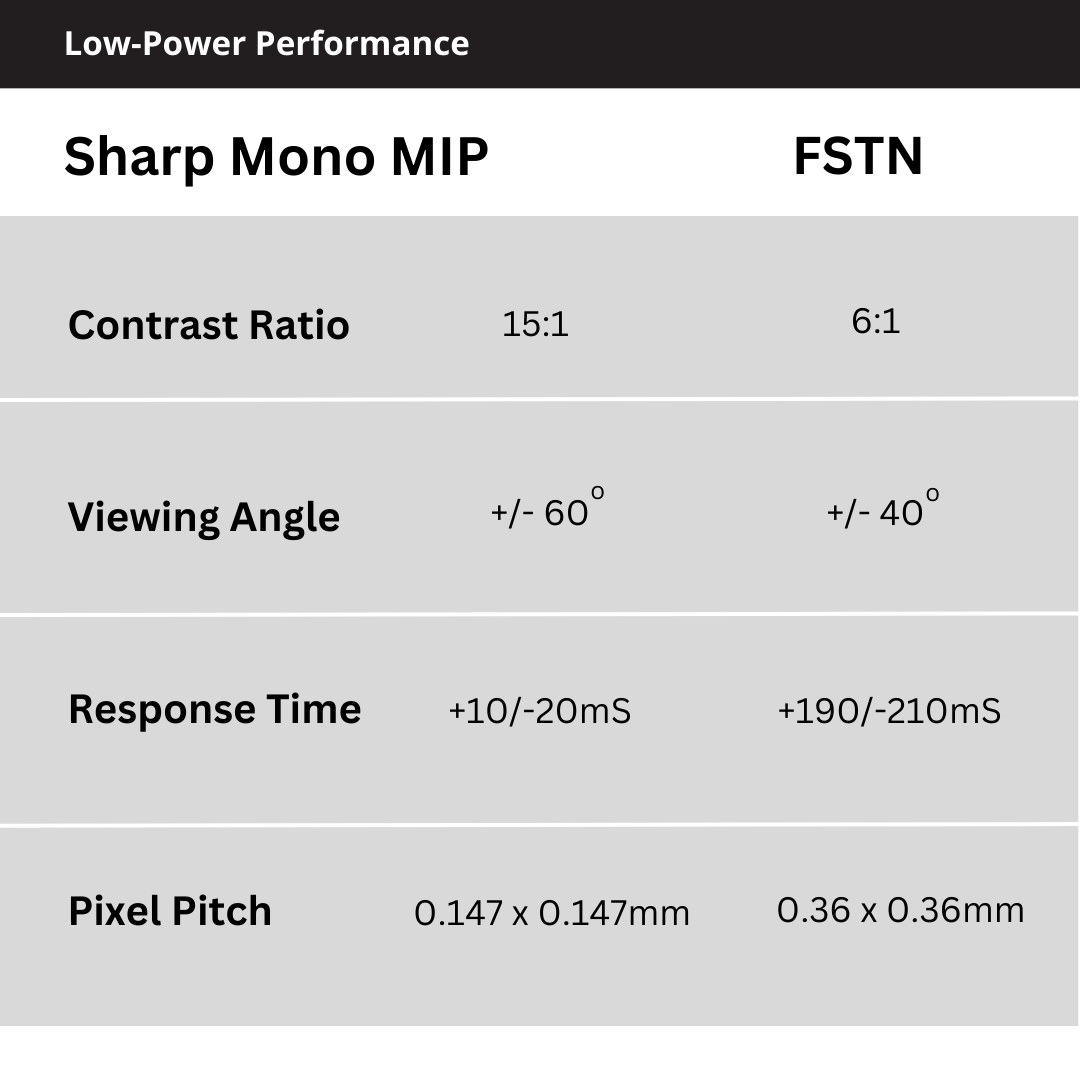 Low-Power Performance
Sharp Mono MIP FSTN
Contrast Ratio 15:1 6:1
Viewing Angle +/- 60° +/- 40°
Response Time +10/-20mS +190/-210mS
Pixel Pitch 0.147 x 0.147mm 0.36 x 0.36mm